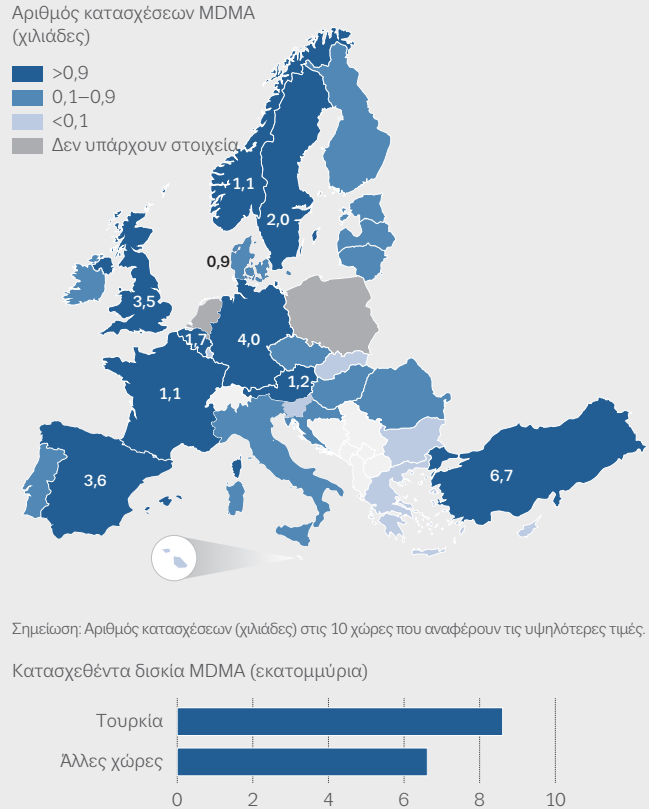 Αριθμός κατασχέσεων MDMA
(χιλιάδες)
>0,9
0,1–0,9
<0,1
Δεν υπάρχουν στοιχεία
1,1
2,0
0,9
3,5
1,7
4,0
1,2
1,1
3,6
6,7
Σημείωση: Αριθμός κατασχέσεων (χιλιάδες) στις 10 χώρες που αναφέρουν τις υψηλότερες τιμές.
Κατασχεθέντα δισκία MDMA (εκατομμύρια)
Τουρκία
Άλλες χώρες
0 2 4 6 8 10